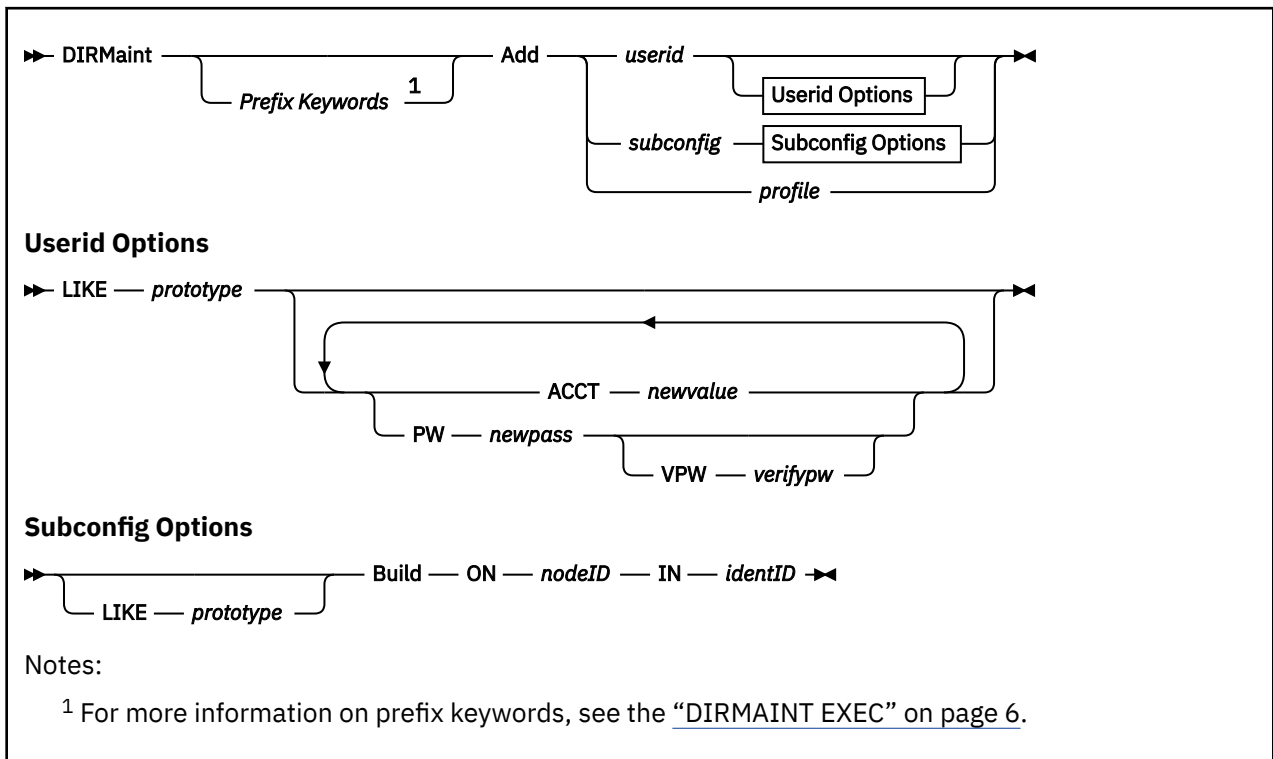 DIRMaint Prefix Keywords 1 Add userid Userid Options
subconfig Subconfig Options
profile
Userid Options
LIKE prototype
ACCT newvalue
PW newpass
VPW verifypw
Subconfig Options
LIKE prototype Build ON nodeID IN identID
Notes:
1 For more information on prefix keywords, see the “DIRMAINT EXEC” on page 6.